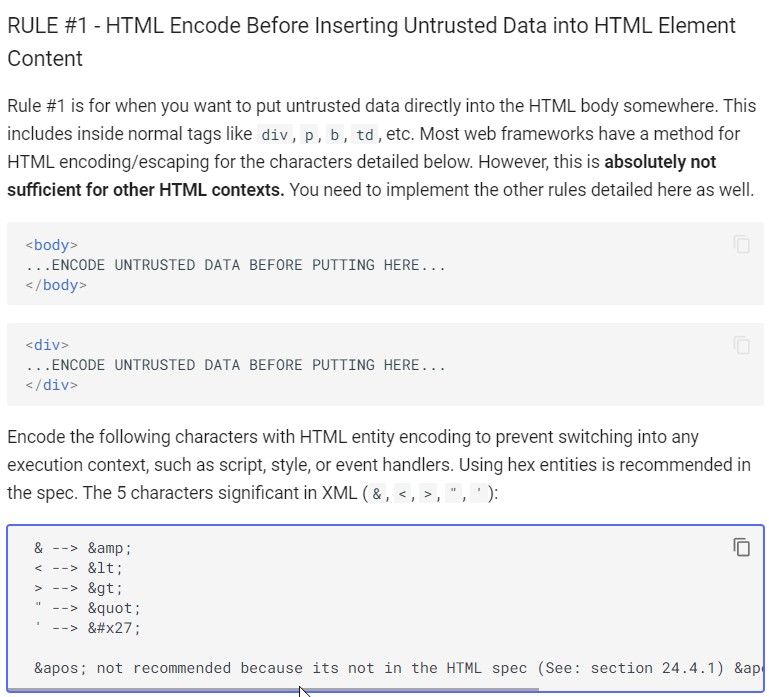 RULE #1 - HTML Encode Before Inserting Untrusted Data into HTML Element
Content
Rule #1 is for when you want to put untrusted data directly into the HTML body somewhere. This
includes inside normal tags like div, p, b, td, etc. Most web frameworks have a method for
HTML encoding/escaping for the characters detailed below. However, this is absolutely not
sufficient for other HTML contexts. You need to implement the other rules detailed here as well.
<body>
...ENCODE UNTRUSTED DATA BEFORE PUTTING HERE...
</body>
<div>
...ENCODE UNTRUSTED DATA BEFORE PUTTING HERE...
</div>
Encode the following characters with HTML entity encoding to prevent switching into any
execution context, such as script, style, or event handlers. Using hex entities is recommended in
the spec. The 5 characters significant in XML (&, <, >, ", '):
& --> &amp;
< --> &lt;
> --> &gt;
" --> &quot;
' --> &#x27;
&apos; not recommended because its not in the HTML spec (See: section 24.4.1) &apo